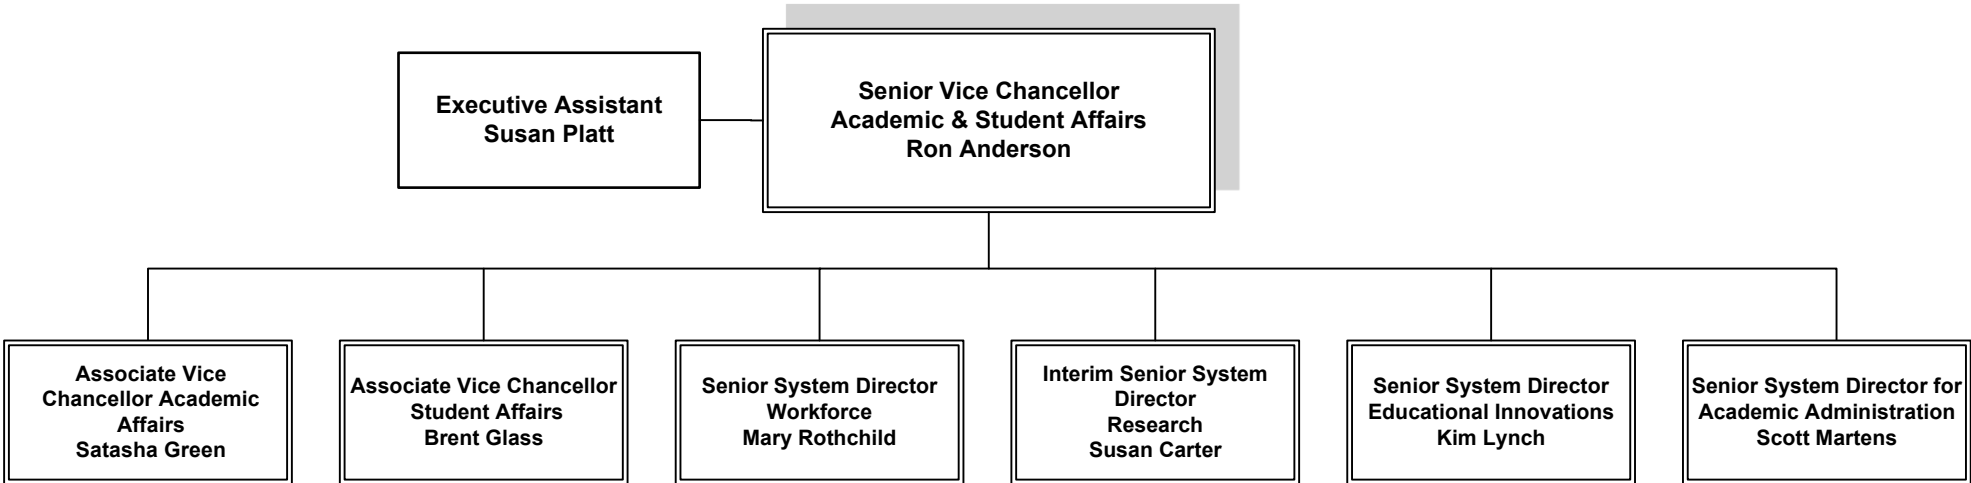 Executive Assistant
Susan Platt
Senior Vice Chancellor
Academic & Student Affairs
Ron Anderson
Associate Vice
Chancellor Academic
Affairs
Satasha Green
Associate Vice Chancellor
Student Affairs
Brent Glass
Senior System Director
Workforce
Mary Rothchild
Interim Senior System
Director
Research
Susan Carter
Senior System Director
Educational Innovations
Kim Lynch
Senior System Director for
Academic Administration
Scott Martens